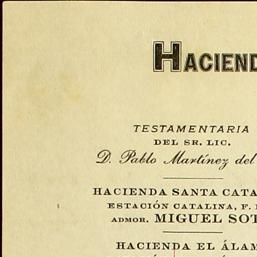 HACIEND
TESTAMENTARIA
DEL SR. LIC.
D. Pablo Martínez del
HACIENDA SANTA CATA
ESTACIÓN CATALINA, F.
ADMOR. MIGUEL SOT
HACIENDA EL ÁLAM